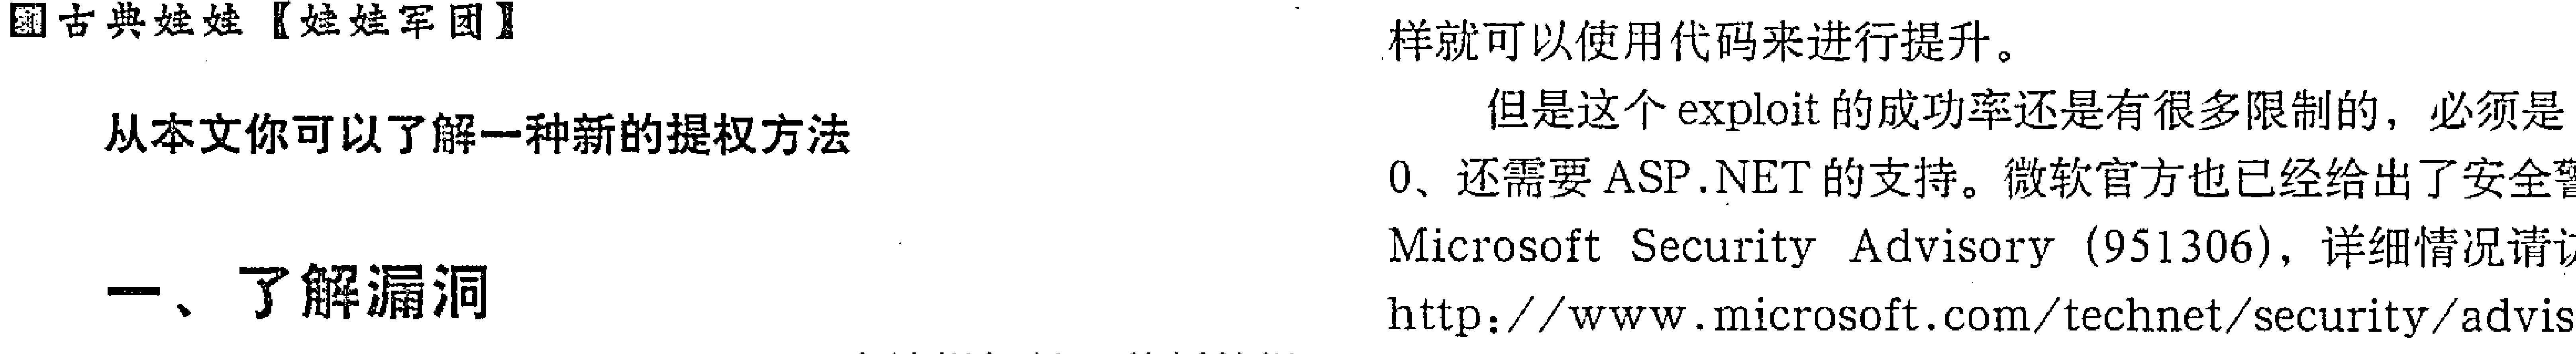 古典娃娃【娃娃军团】
从本文你可以了解一种新的提权方法
一、了解漏洞
样就可以使用代码来进行提升。
但是这个exploit的成功率还是有很多限制的，必须是
0、还需要ASP.NET的支持。微软官方也已经给出了安全
Microsoft Security Advisory (951306)，详细情况请
http://www.microsoft.com/technet/security/advis